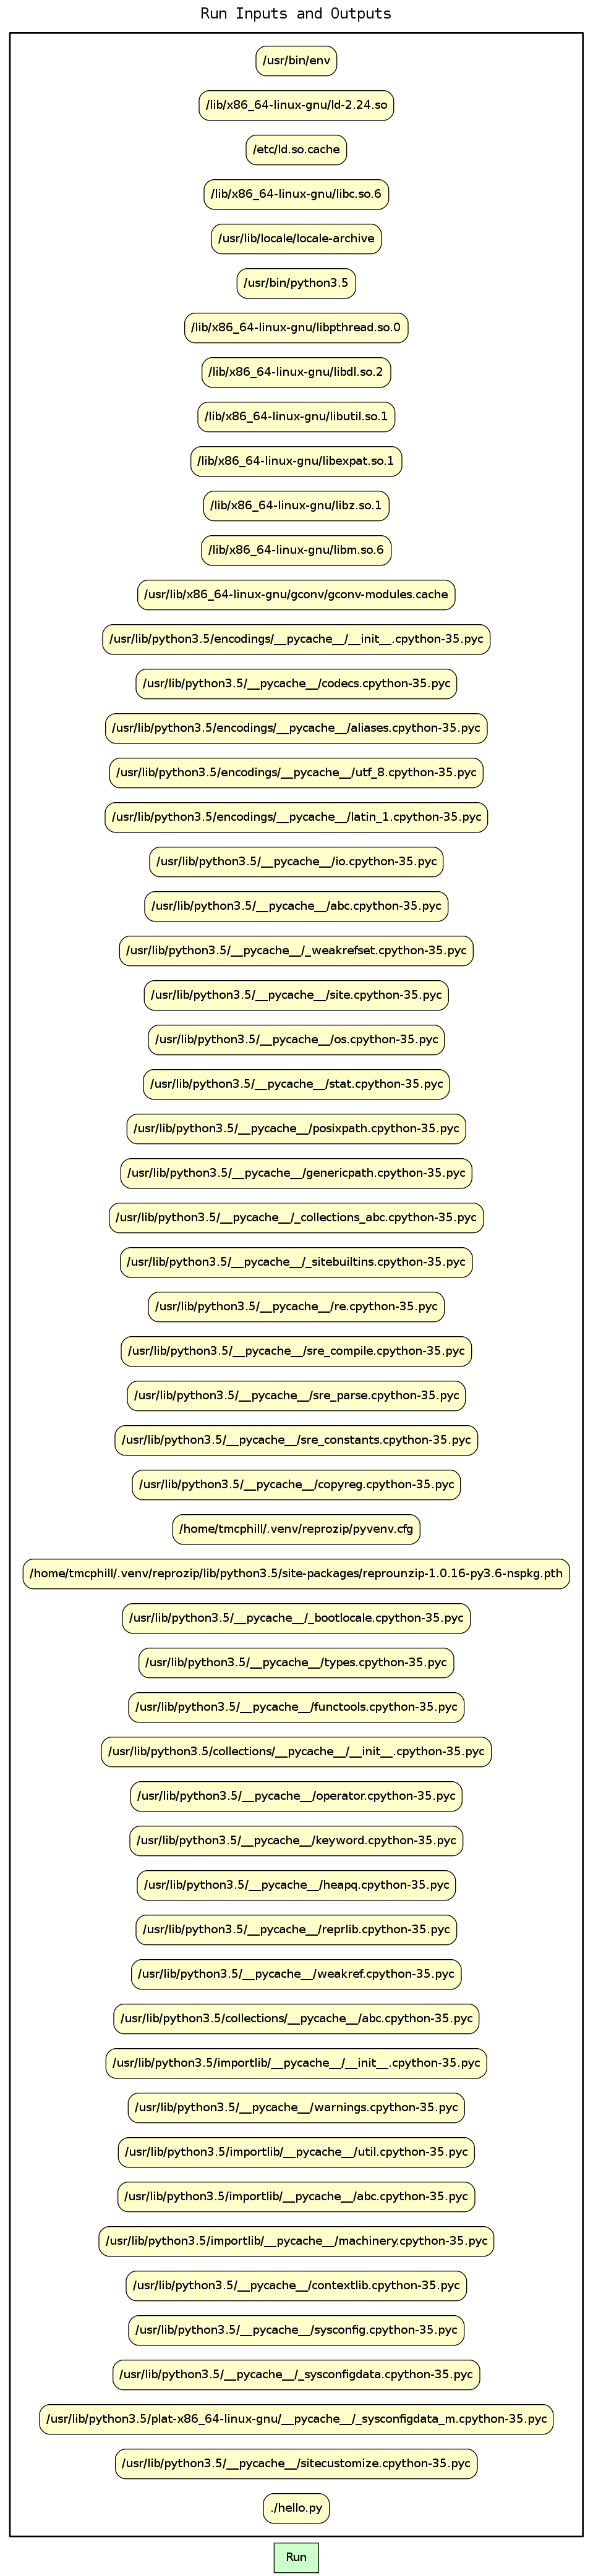 Run Inputs and Outputs
/usr/bin/env
/lib/x86_64-linux-gnu/ld-2.24.so
/etc/ld.so.cache
/lib/x86_64-linux-gnu/libc.so.6
/usr/lib/locale/locale-archive
/usr/bin/python3.5
/lib/x86_64-linux-gnu/libpthread.so.0
/lib/x86_64-linux-gnu/libdl.so.2
/lib/x86_64-linux-gnu/libutil.so.1
/lib/x86_64-linux-gnu/libexpat.so.1
/lib/x86_64-linux-gnu/libz.so.1
/lib/x86_64-linux-gnu/libm.so.6
/usr/lib/x86_64-linux-gnu/gconv/gconv-modules.cache
/usr/lib/python3.5/encodings/__pycache__/__init__.cpython-35.pyc
/usr/lib/python3.5/__pycache__/codecs.cpython-35.pyc
/usr/lib/python3.5/encodings/__pycache__/aliases.cpython-35.pyc
/usr/lib/python3.5/encodings/__pycache__/utf_8.cpython-35.pyc
/usr/lib/python3.5/encodings/__pycache__/latin_1.cpython-35.pyc
/usr/lib/python3.5/__pycache__/io.cpython-35.pyc
/usr/lib/python3.5/__pycache__/abc.cpython-35.pyc
/usr/lib/python3.5/__pycache__/_weakrefset.cpython-35.pyc
/usr/lib/python3.5/__pycache__/site.cpython-35.pyc
/usr/lib/python3.5/__pycache__/os.cpython-35.pyc
/usr/lib/python3.5/__pycache__/stat.cpython-35.pyc
/usr/lib/python3.5/__pycache__/posixpath.cpython-35.pyc
/usr/lib/python3.5/__pycache__/genericpath.cpython-35.pyc
/usr/lib/python3.5/__pycache__/_collections_abc.cpython-35.pyc
/usr/lib/python3.5/__pycache__/_sitebuiltins.cpython-35.pyc
/usr/lib/python3.5/__pycache__/re.cpython-35.pyc
/usr/lib/python3.5/__pycache__/sre_compile.cpython-35.pyc
/usr/lib/python3.5/__pycache__/sre_parse.cpython-35.pyc
/usr/lib/python3.5/__pycache__/sre_constants.cpython-35.pyc
/usr/lib/python3.5/__pycache__/copyreg.cpython-35.pyc
/home/tmcphill/.venv/reprozip/pyvenv.cfg
/home/tmcphill/.venv/reprozip/lib/python3.5/site-packages/reprounzip-1.0.16-py3.6-nspkg.pth
/usr/lib/python3.5/__pycache__/_bootlocale.cpython-35.pyc
/usr/lib/python3.5/__pycache__/types.cpython-35.pyc
/usr/lib/python3.5/__pycache__/functools.cpython-35.pyc
/usr/lib/python3.5/collections/__pycache__/__init__.cpython-35.pyc
/usr/lib/python3.5/__pycache__/operator.cpython-35.pyc
/usr/lib/python3.5/__pycache__/keyword.cpython-35.pyc
/usr/lib/python3.5/__pycache__/heapq.cpython-35.pyc
/usr/lib/python3.5/__pycache__/reprlib.cpython-35.pyc
/usr/lib/python3.5/__pycache__/weakref.cpython-35.pyc
/usr/lib/python3.5/collections/__pycache__/abc.cpython-35.pyc
/usr/lib/python3.5/importlib/__pycache__/__init__.cpython-35.pyc
/usr/lib/python3.5/__pycache__/warnings.cpython-35.pyc
/usr/lib/python3.5/importlib/__pycache__/util.cpython-35.pyc
/usr/lib/python3.5/importlib/__pycache__/abc.cpython-35.pyc
/usr/lib/python3.5/importlib/__pycache__/machinery.cpython-35.pyc
/usr/lib/python3.5/__pycache__/contextlib.cpython-35.pyc
/usr/lib/python3.5/__pycache__/sysconfig.cpython-35.pyc
/usr/lib/python3.5/__pycache__/_sysconfigdata.cpython-35.pyc
/usr/lib/python3.5/plat-x86_64-linux-gnu/__pycache__/_sysconfigdata_m.cpython-35.pyc
/usr/lib/python3.5/__pycache__/sitecustomize.cpython-35.pyc
./hello.py
Run